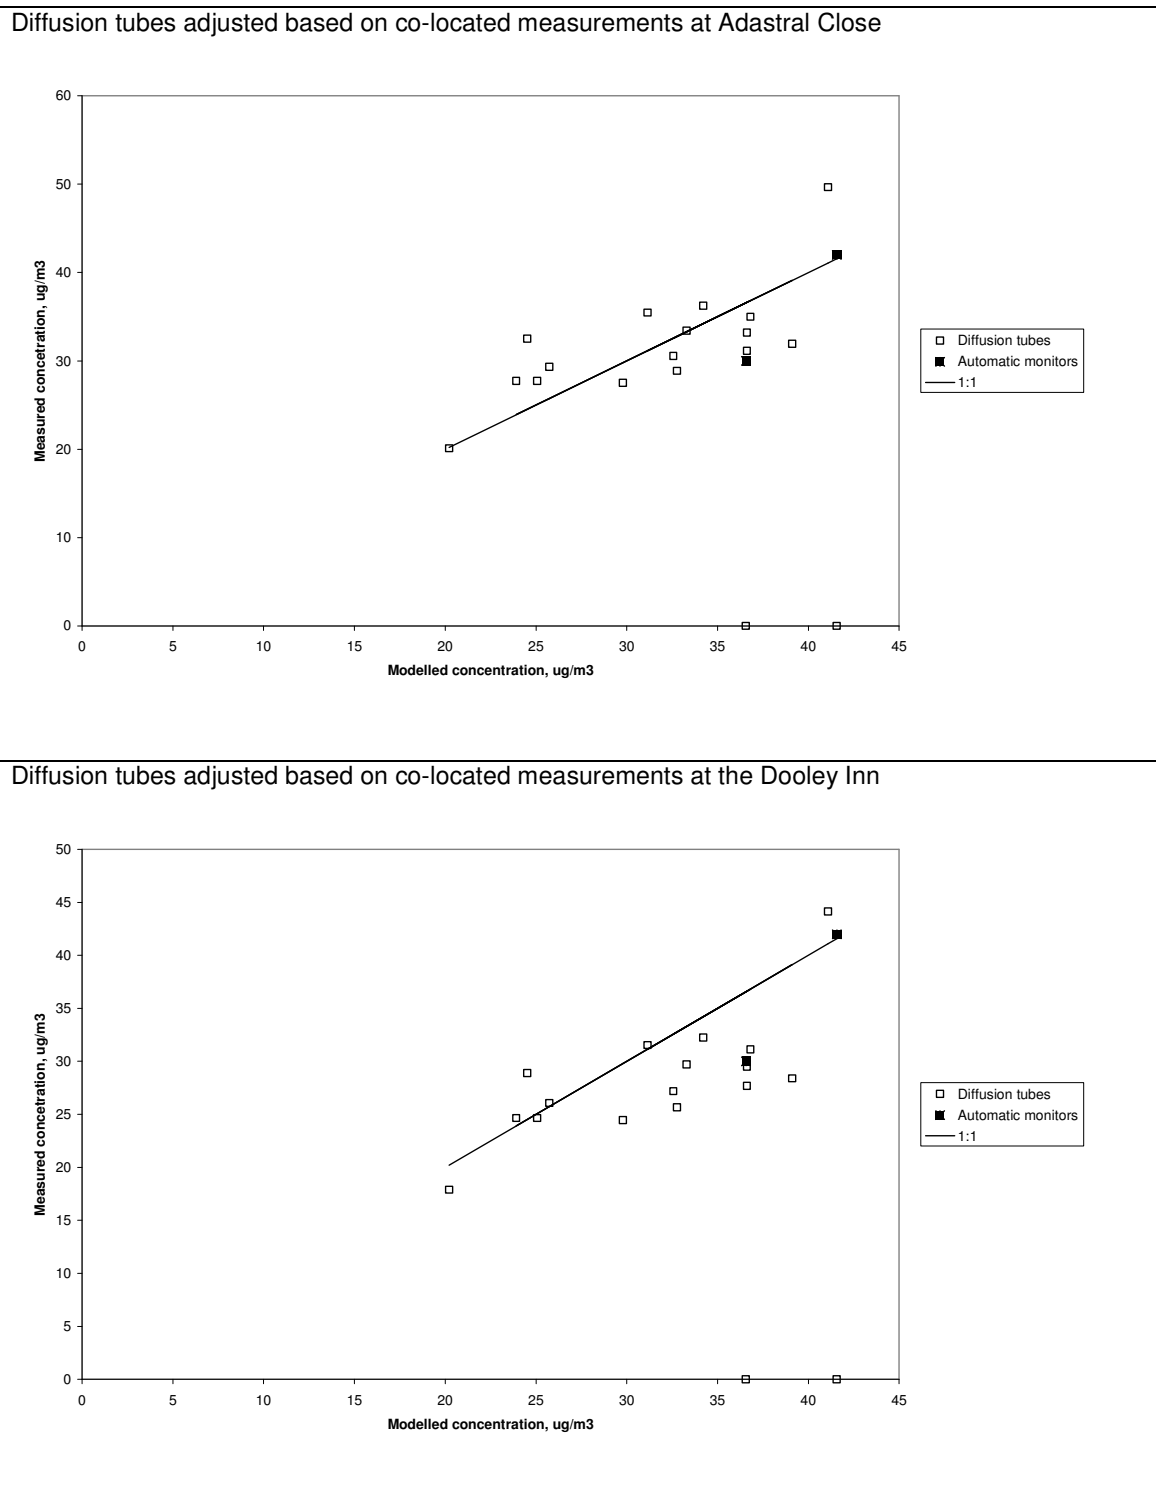 Diffusion tubes adjusted based on co-located measurements at Adastral Close
60
50
40
30
20
10
0
0 5 10 15 20 25 30 35 40 45
Measured concetration, ug/m3
Modelled concentration, ug/m3
Diffusion tubes
Automatic monitors
1:1
Diffusion tubes adjusted based on co-located measurements at the Dooley Inn
50
45
40
35
30
25
20
15
10
5
0
0 5 10 15 20 25 30 35 40 45
Measured concetration, ug/m3
Modelled concentration, ug/m3
Diffusion tubes
Automatic monitors
1:1